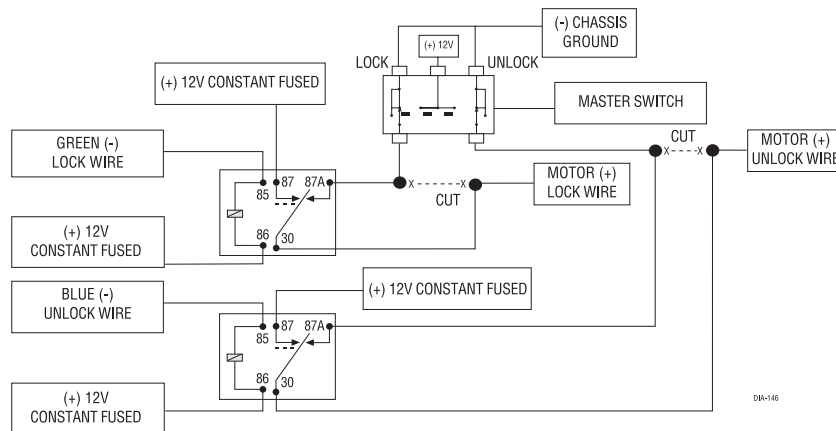 (-) CHASSIS
GROUND
(+) 12V
LOCK
UNLOCK
(+) 12V CONSTANT FUSED
MASTER SWITCH
GREEN (-)
LOCK WIRE
CUT
MOTOR (+)
UNLOCK WIRE
87
87A
85
MOTOR (+)
LOCK WIRE
CUT
(+) 12V
CONSTANT FUSED
86
30
BLUE (-)
UNLOCK WIRE
(+) 12V CONSTANT FUSED
87
87A
85
86
30
(+) 12V
CONSTANT FUSED
DIA-146